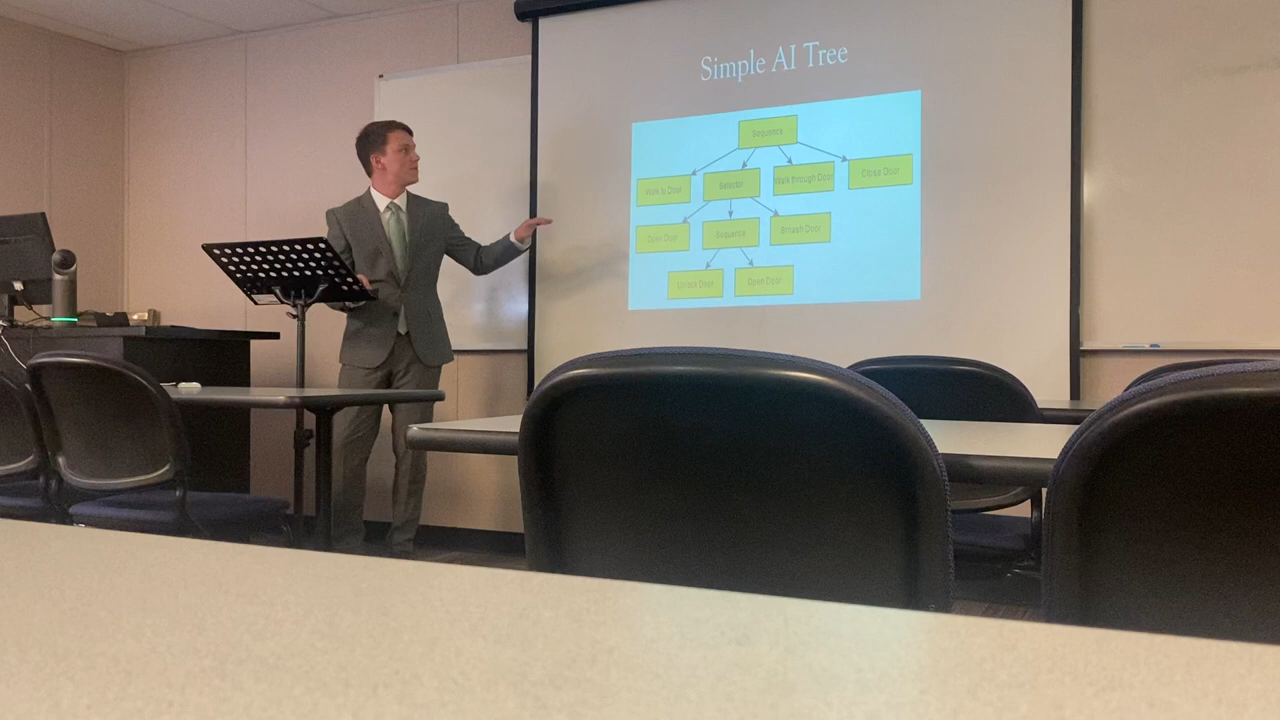 Simple AI Tree
Sequence
Walk to Door
Selector
Walk through Door
Close Door
Open Door
Sequence
Smash Door
Unlock Door
Open Door